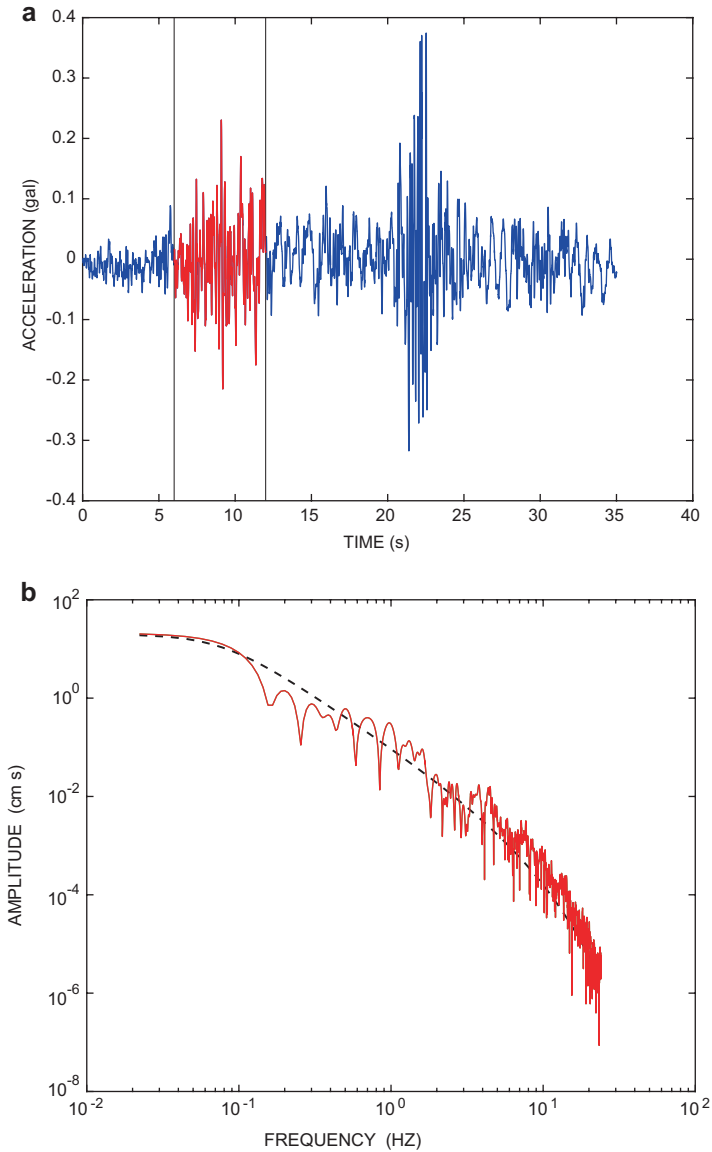 a
0.4
0.3
0.2
0.1
0
-0.1
-0.2
-0.3
-0.4
ACCELERATION (gal)
0 5 10 15 20 25 30 35 40
TIME (s)
b
10^2
10^0
10^-2
10^-4
10^-6
10^-8
AMPLITUDE (cm s)
10^-2 10^-1 10^0 10^1 10^2
FREQUENCY (HZ)